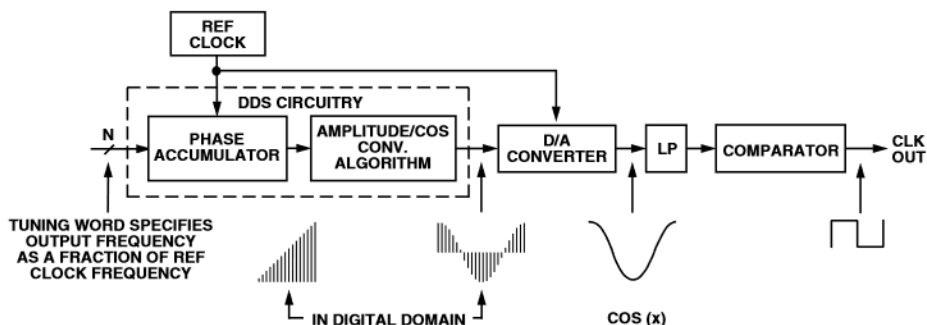 REF
CLOCK
DDS CIRCUITRY
N
PHASE
ACCUMULATOR
AMPLITUDE/COS
CONV.
ALGORITHM
D/A
CONVERTER
LP
COMPARATOR
CLK
OUT
TUNING WORD SPECIFIES
OUTPUT FREQUENCY
AS A FRACTION OF REF
CLOCK FREQUENCY
IN DIGITAL DOMAIN
COS (x)